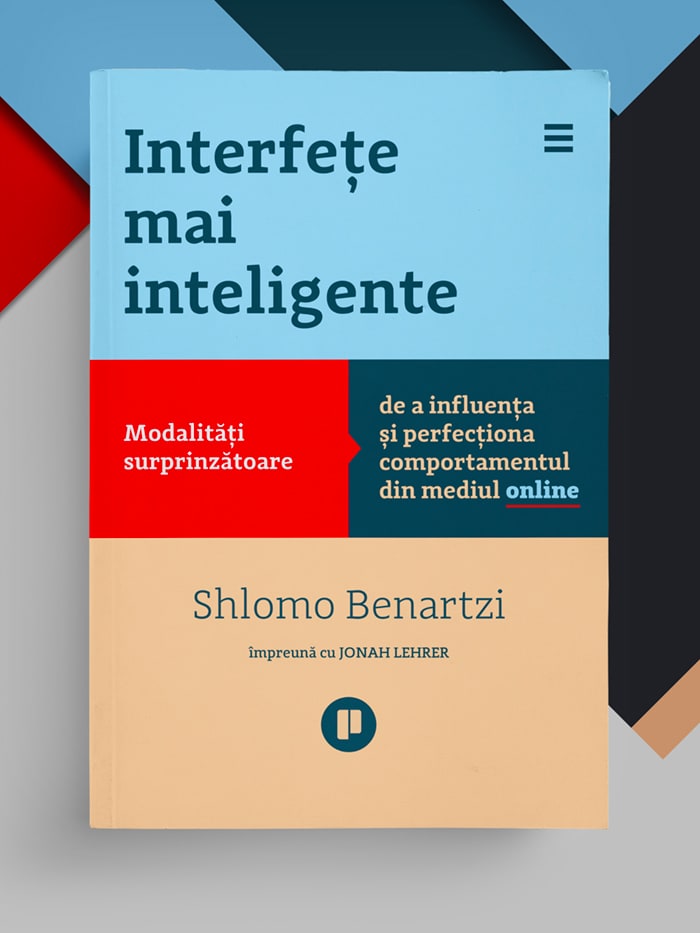 Interfețe
mai
inteligente
Modalități
surprinzătoare
de a influența
și perfecționa
comportamentul
din mediul online
Shlomo Benartzi
împreună cu JONAH LEHRER